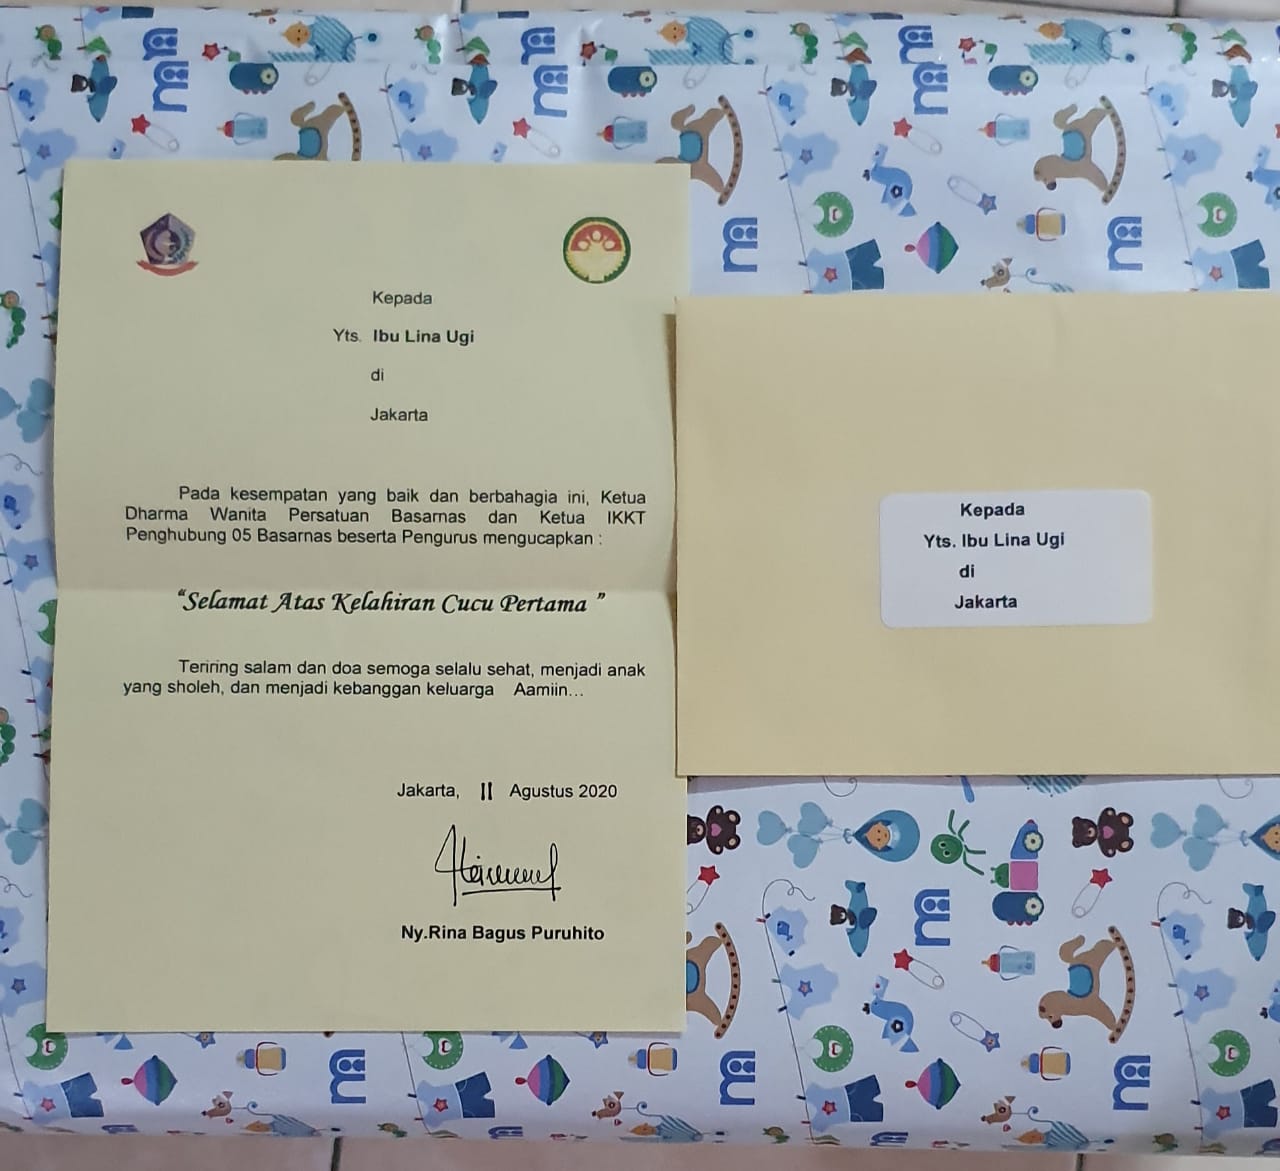 Kepada
Yts. Ibu Lina Ugi
di
Jakarta
Pada kesempatan yang baik dan berbahagia ini, Ketua
Dharma Wanita Persatuan Basarnas dan Ketua IKKT
Penghubung 05 Basarnas beserta Pengurus mengucapkan :
"Selamat Atas Kelahiran Cucu Pertama "
Teriring salam dan doa semoga selalu sehat, menjadi anak
yang sholeh, dan menjadi kebanggan keluarga Aamiin...
Jakarta, 11 Agustus 2020
Ny.Rina Bagus Puruhito
Kepada
Yts. Ibu Lina Ugi
di
Jakarta